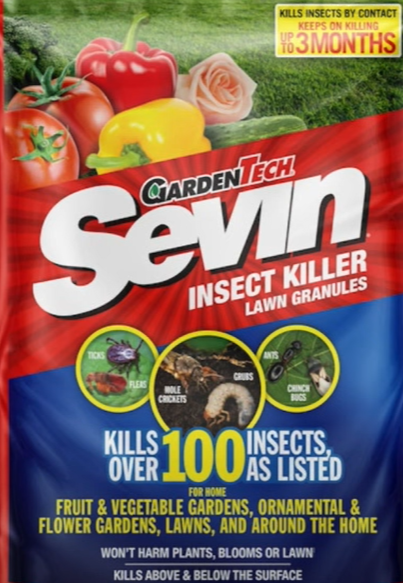 KILLS INSECTS BY CONTACT
KEEPS ON KILLING
UP TO 3 MONTHS
GARDENTECH
Sevin
INSECT KILLER
LAWN GRANULES
TICKS
FLEAS
MOLE CRICKETS
GRUBS
ANTS
CHINCH BUGS
KILLS OVER 100 INSECTS, AS LISTED
FOR HOME
FRUIT & VEGETABLE GARDENS, ORNAMENTAL &
FLOWER GARDENS, LAWNS, AND AROUND THE HOME
WON'T HARM PLANTS, BLOOMS OR LAWN
KILLS ABOVE & BELOW THE SURFACE